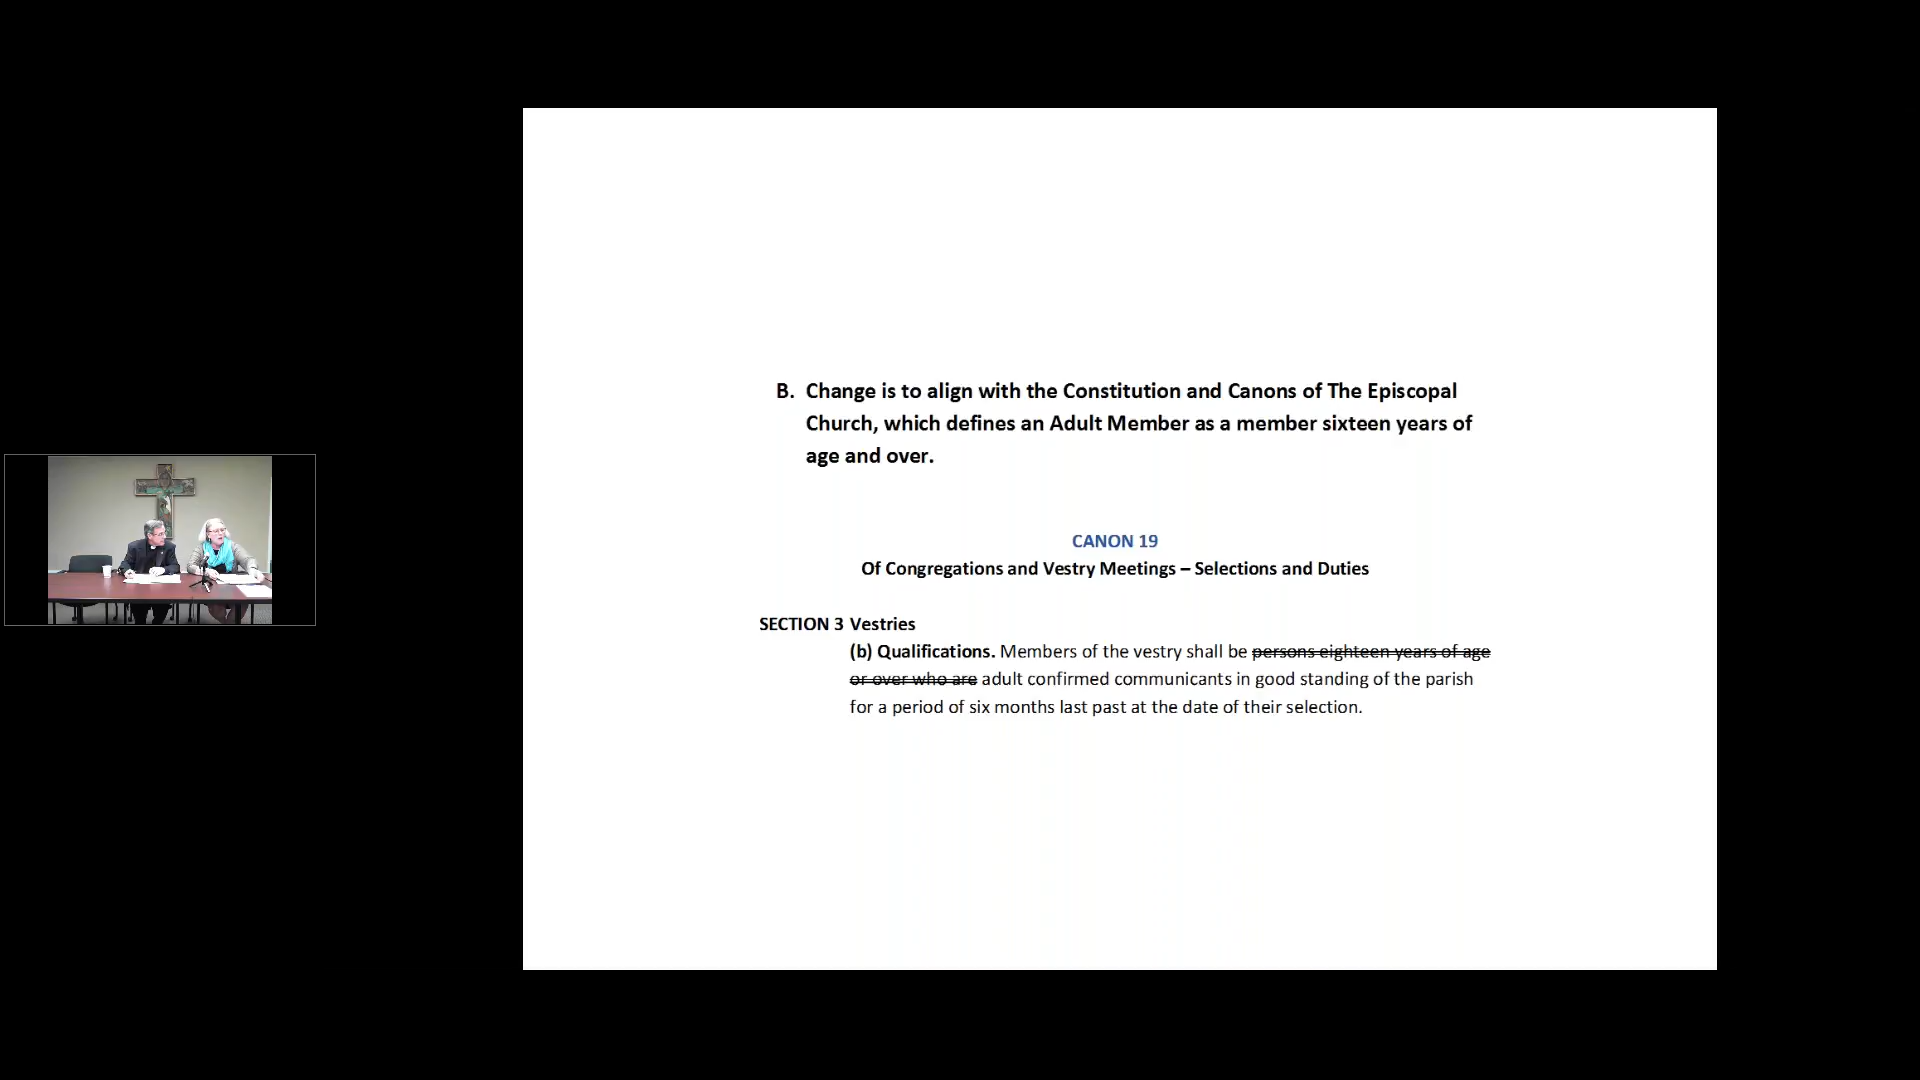 B. Change is to align with the Constitution and Canons of The Episcopal
Church, which defines an Adult Member as a member sixteen years of
age and over.
CANON 19
Of Congregations and Vestry Meetings – Selections and Duties
SECTION 3 Vestries
(b) Qualifications. Members of the vestry shall be persons eighteen years of age
or over who are adult confirmed communicants in good standing of the parish
for a period of six months last past at the date of their selection.